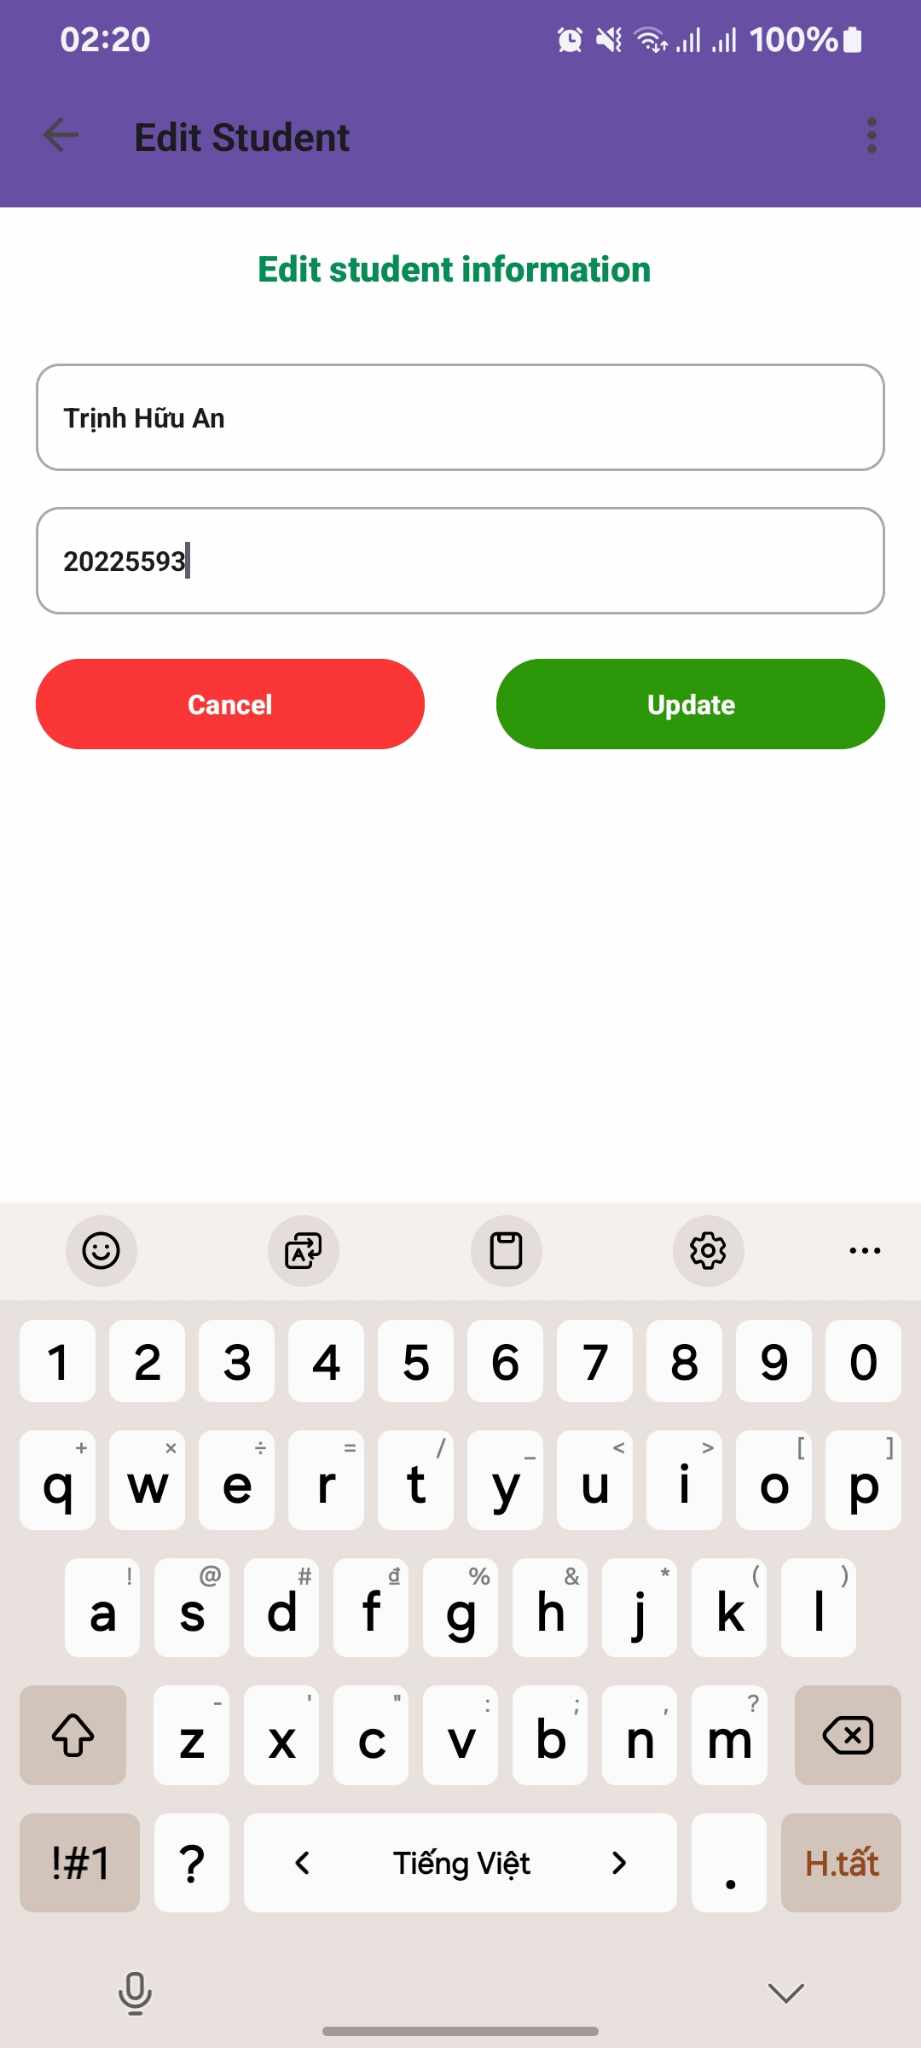 02:20 100%
Edit Student
Edit student information
Trịnh Hữu An
20225593
Cancel Update
1 2 3 4 5 6 7 8 9 0
+ × ÷ = / _ < > [ ]
q w e r t y u i o p
! @ # đ % & * ( )
a s d f g h j k l
- ' " : ; , ?
z x c v b n m
!#1 ? < Tiếng Việt > . H.tất